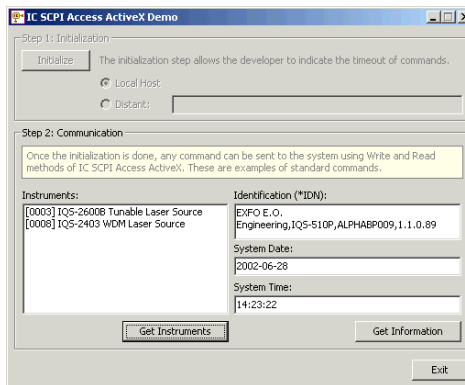 IC SCPI Access ActiveX Demo
Step 1: Initialization
Initialize
The initialization step allows the developer to indicate the timeout of commands.
Local Host
Distant:
Step 2: Communication
Once the initialization is done, any command can be sent to the system using Write and Read
methods of IC SCPI Access ActiveX. These are examples of standard commands.
Instruments:
[0003] IQS-2600B Tunable Laser Source
[0008] IQS-2403 WDM Laser Source
Identification (*IDN):
EXFO E.O.
Engineering,IQS-510P,ALPHABP009,1.1.0.89
System Date:
2002-06-28
System Time:
14:23:22
Get Instruments
Get Information
Exit